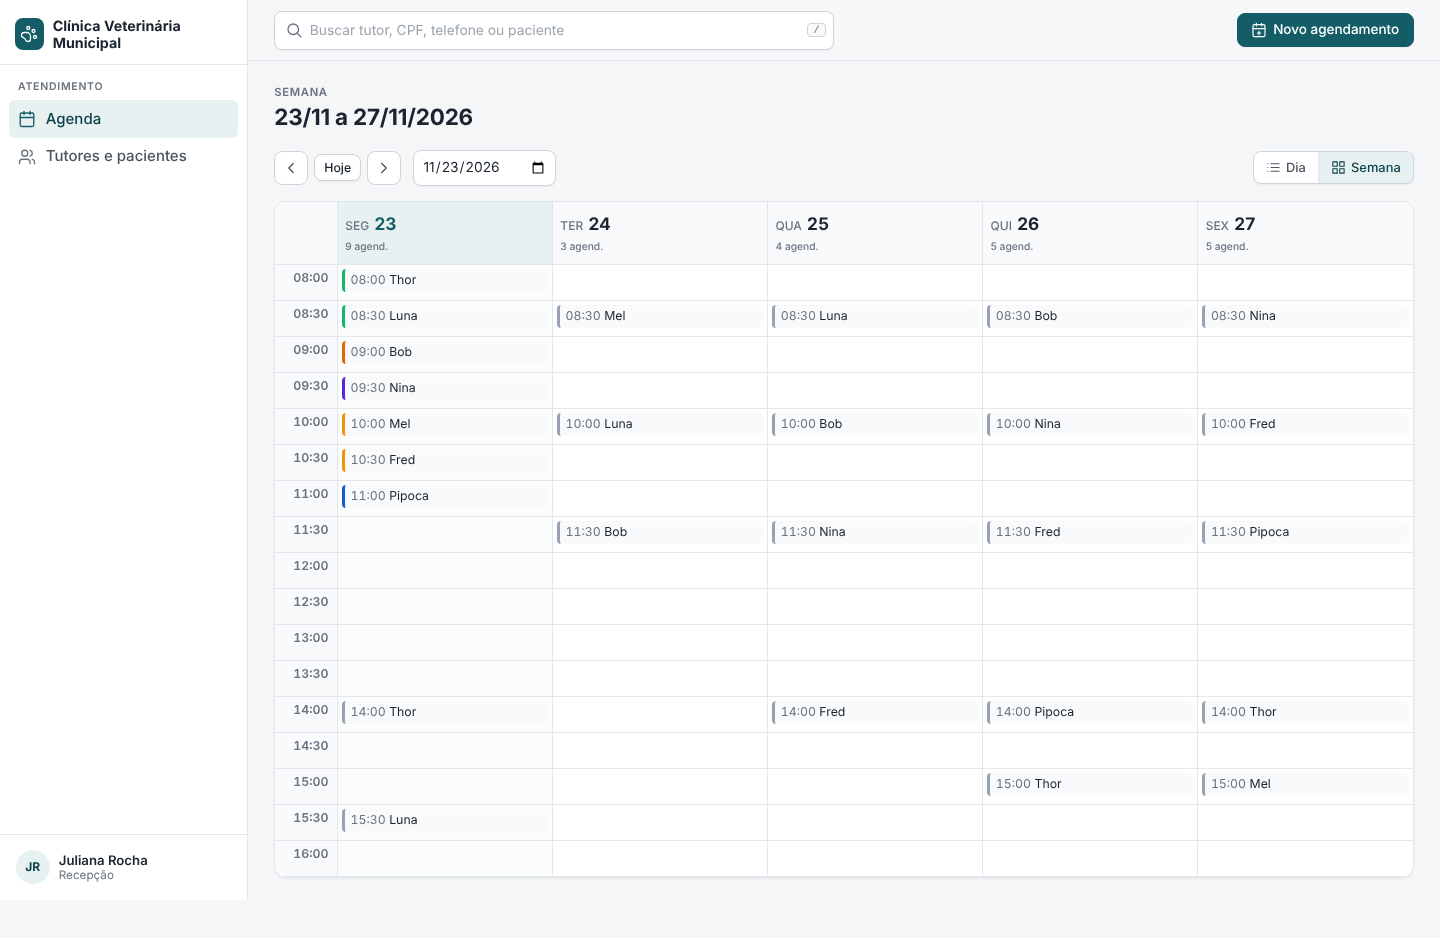 Clínica Veterinária
Municipal
Buscar tutor, CPF, telefone ou paciente
/
Novo agendamento
ATENDIMENTO
Agenda
Tutores e pacientes
SEMANA
23/11 a 27/11/2026
Hoje
11/23/2026
Dia
Semana
SEG 23
9 agend.
TER 24
3 agend.
QUA 25
4 agend.
QUI 26
5 agend.
SEX 27
5 agend.
08:00 08:00 Thor
08:30 08:30 Luna 08:30 Mel 08:30 Luna 08:30 Bob 08:30 Nina
09:00 09:00 Bob
09:30 09:30 Nina
10:00 10:00 Mel 10:00 Luna 10:00 Bob 10:00 Nina 10:00 Fred
10:30 10:30 Fred
11:00 11:00 Pipoca
11:30 11:30 Bob 11:30 Nina 11:30 Fred 11:30 Pipoca
12:00
12:30
13:00
13:30
14:00 14:00 Thor 14:00 Fred 14:00 Pipoca 14:00 Thor
14:30
15:00 15:00 Thor 15:00 Mel
15:30 15:30 Luna
16:00
JR
Juliana Rocha
Recepção